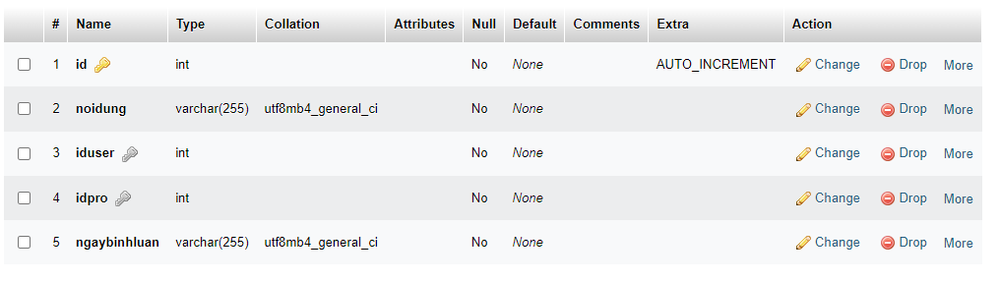 # Name Type Collation Attributes Null Default Comments Extra Action
1 id int No None AUTO_INCREMENT Change Drop More
2 noidung varchar(255) utf8mb4_general_ci No None Change Drop More
3 iduser int No None Change Drop More
4 idpro int No None Change Drop More
5 ngaybinhluan varchar(255) utf8mb4_general_ci No None Change Drop More